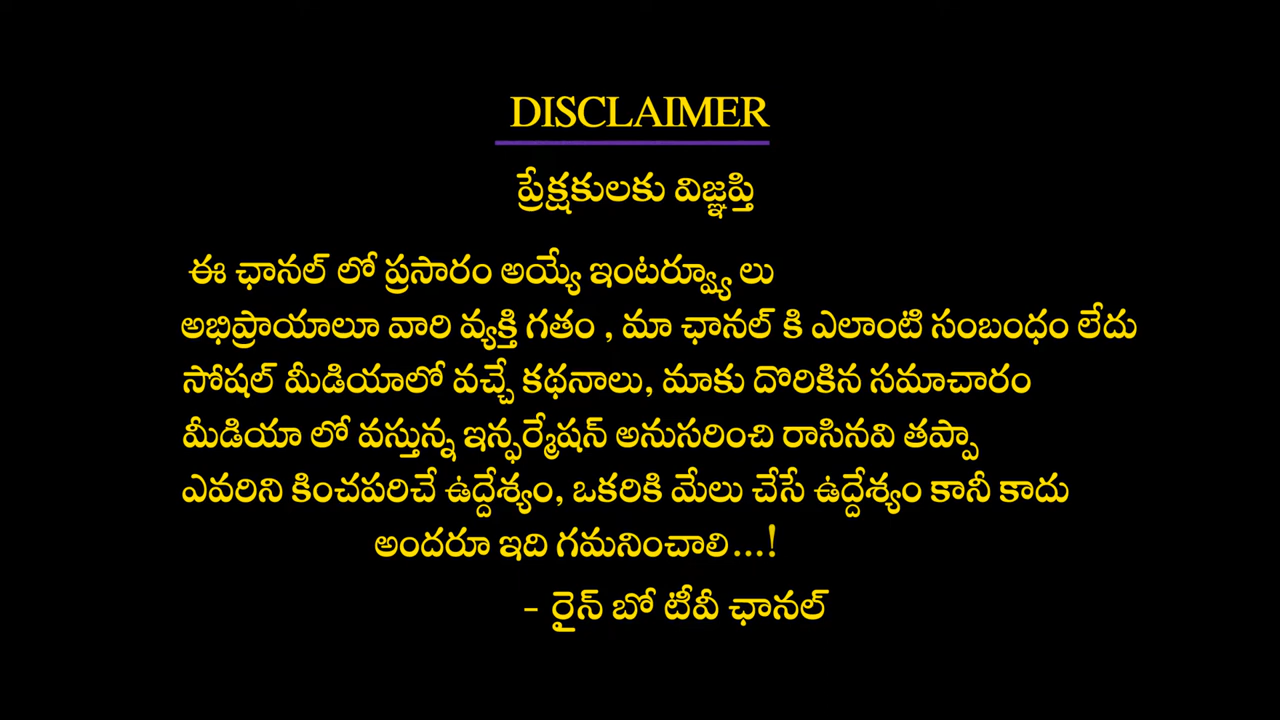 DISCLAIMER
ప్రేక్షకులకు విజ్ఞప్తి
ఈ ఛానల్ లో ప్రసారం అయ్యే ఇంటర్వ్యూ లు
అభిప్రాయాలూ వారి వ్యక్తి గతం , మా ఛానల్ కి ఎలాంటి సంబంధం లేదు
సోషల్ మీడియాలో వచ్చే కథనాలు, మాకు దొరికిన సమాచారం
మీడియా లో వస్తున్న ఇన్ఫర్మేషన్ అనుసరించి రాసినవి తప్పా
ఎవరిని కించపరిచే ఉద్దేశ్యం, ఒకరికి మేలు చేసే ఉద్దేశ్యం కానీ కాదు
అందరూ ఇది గమనించాలి...!
- రైన్ బో టీవీ ఛానల్